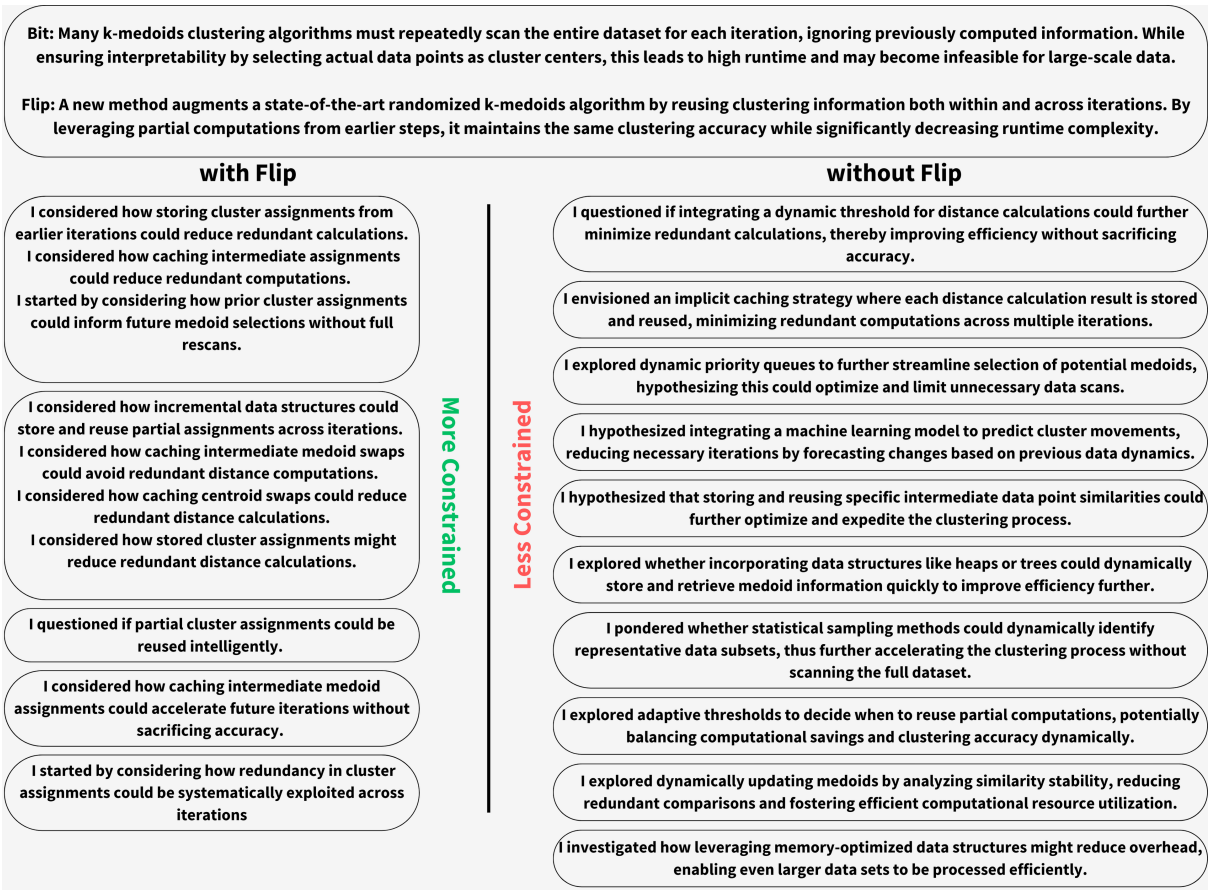 Bit: Many k-medoids clustering algorithms must repeatedly scan the entire dataset for each iteration, ignoring previously computed information. While
ensuring interpretability by selecting actual data points as cluster centers, this leads to high runtime and may become infeasible for large-scale data.
Flip: A new method augments a state-of-the-art randomized k-medoids algorithm by reusing clustering information both within and across iterations. By
leveraging partial computations from earlier steps, it maintains the same clustering accuracy while significantly decreasing runtime complexity.
with Flip
I considered how storing cluster assignments from
earlier iterations could reduce redundant calculations.
I considered how caching intermediate assignments
could reduce redundant computations.
I started by considering how prior cluster assignments
could inform future medoid selections without full
rescans.
I considered how incremental data structures could
store and reuse partial assignments across iterations.
I considered how caching intermediate medoid swaps
could avoid redundant distance computations.
I considered how caching centroid swaps could reduce
redundant distance calculations.
I considered how stored cluster assignments might
reduce redundant distance calculations.
I questioned if partial cluster assignments could be
reused intelligently.
I considered how caching intermediate medoid
assignments could accelerate future iterations without
sacrificing accuracy.
I started by considering how redundancy in cluster
assignments could be systematically exploited across
iterations
More Constrained
Less Constrained
without Flip
I questioned if integrating a dynamic threshold for distance calculations could further
minimize redundant calculations, thereby improving efficiency without sacrificing
accuracy.
I envisioned an implicit caching strategy where each distance calculation result is stored
and reused, minimizing redundant computations across multiple iterations.
I explored dynamic priority queues to further streamline selection of potential medoids,
hypothesizing this could optimize and limit unnecessary data scans.
I hypothesized integrating a machine learning model to predict cluster movements,
reducing necessary iterations by forecasting changes based on previous data dynamics.
I hypothesized that storing and reusing specific intermediate data point similarities could
further optimize and expedite the clustering process.
I explored whether incorporating data structures like heaps or trees could dynamically
store and retrieve medoid information quickly to improve efficiency further.
I pondered whether statistical sampling methods could dynamically identify
representative data subsets, thus further accelerating the clustering process without
scanning the full dataset.
I explored adaptive thresholds to decide when to reuse partial computations, potentially
balancing computational savings and clustering accuracy dynamically.
I explored dynamically updating medoids by analyzing similarity stability, reducing
redundant comparisons and fostering efficient computational resource utilization.
I investigated how leveraging memory-optimized data structures might reduce overhead,
enabling even larger data sets to be processed efficiently.